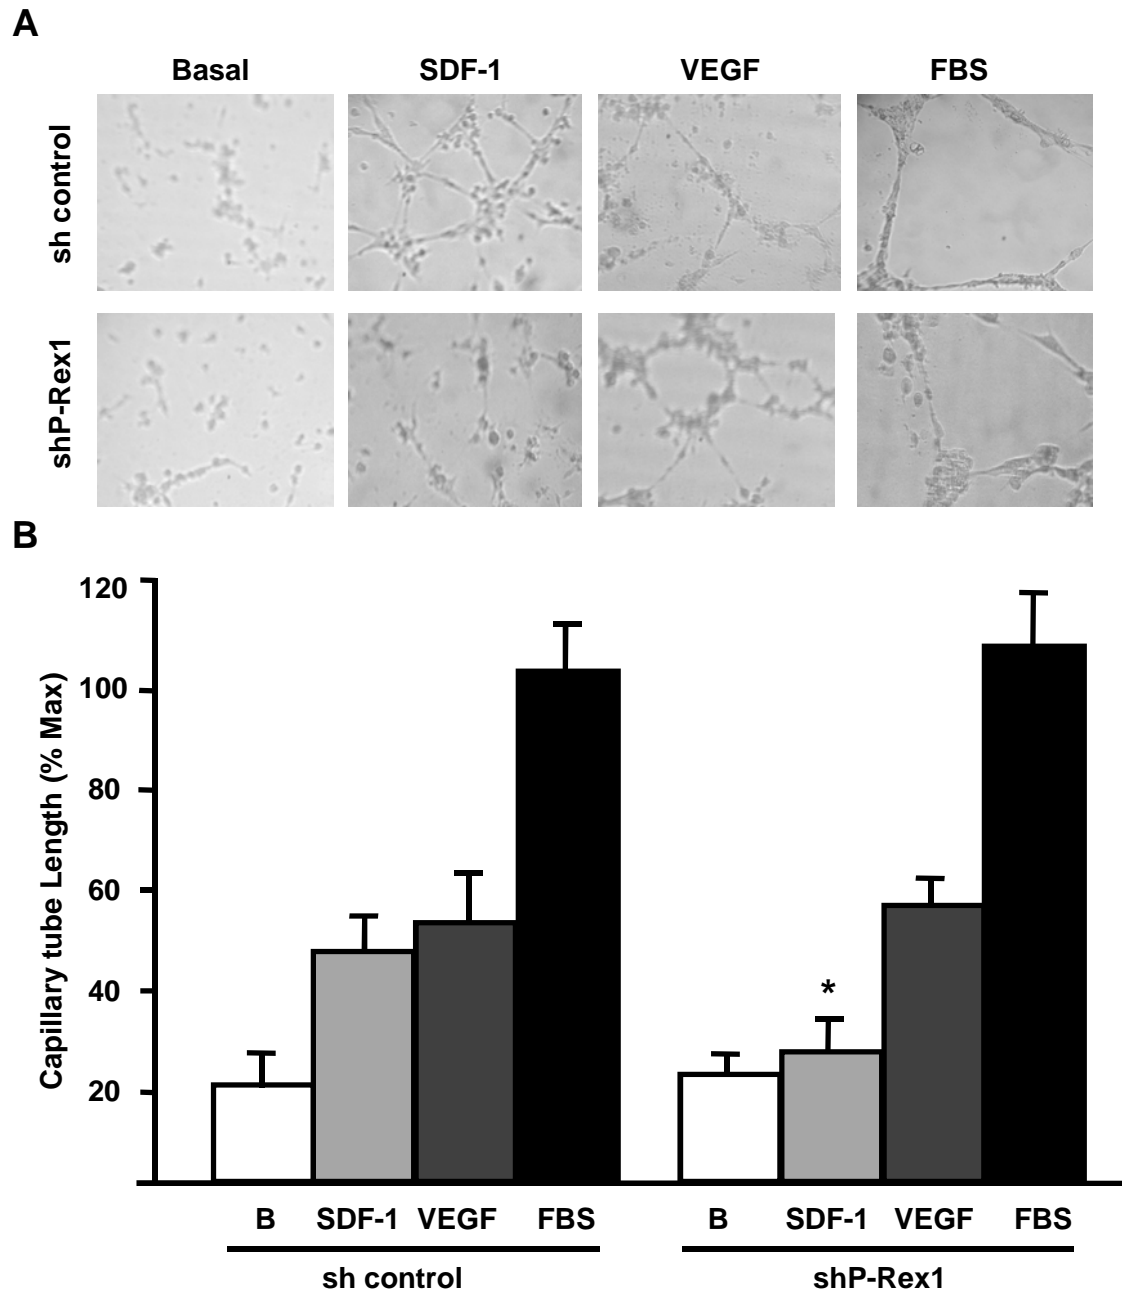 A
Basal SDF-1 VEGF FBS
sh control
shP-Rex1
B
Capillary tube Length (% Max)
120
100
80
60
40
20
*
B SDF-1 VEGF FBS B SDF-1 VEGF FBS
sh control shP-Rex1